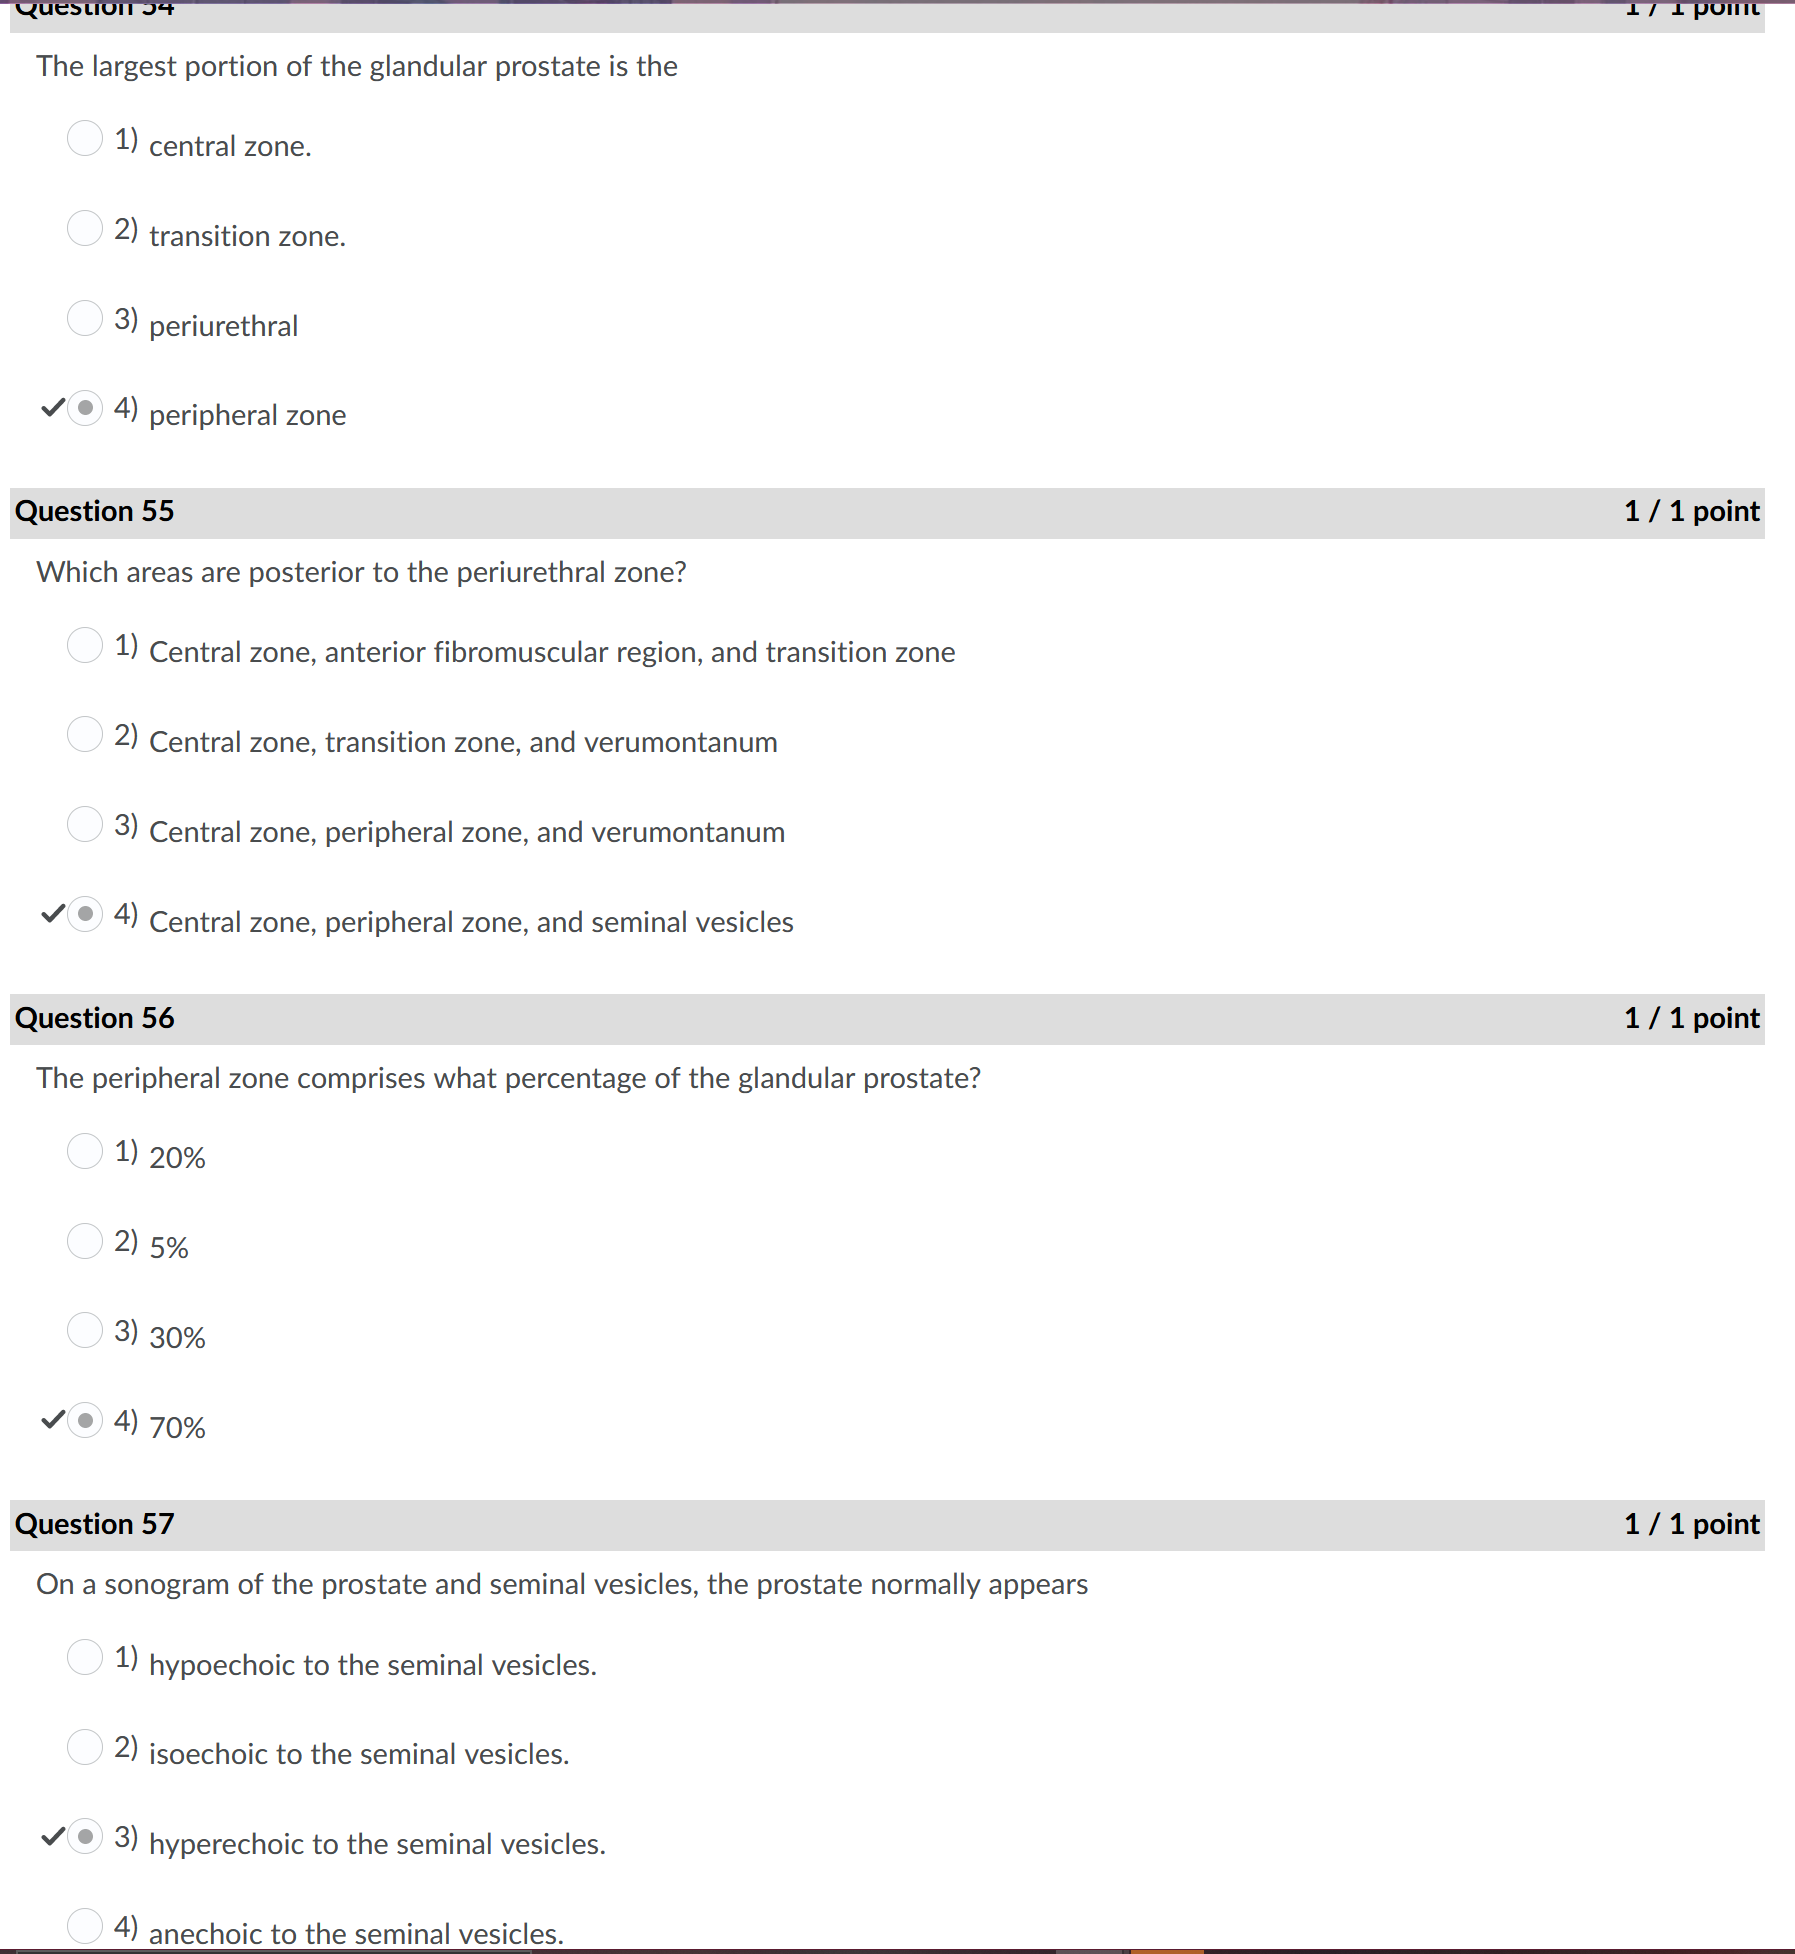 Question 54 1 / 1 point
The largest portion of the glandular prostate is the
1) central zone.
2) transition zone.
3) periurethral
4) peripheral zone
Question 55 1 / 1 point
Which areas are posterior to the periurethral zone?
1) Central zone, anterior fibromuscular region, and transition zone
2) Central zone, transition zone, and verumontanum
3) Central zone, peripheral zone, and verumontanum
4) Central zone, peripheral zone, and seminal vesicles
Question 56 1 / 1 point
The peripheral zone comprises what percentage of the glandular prostate?
1) 20%
2) 5%
3) 30%
4) 70%
Question 57 1 / 1 point
On a sonogram of the prostate and seminal vesicles, the prostate normally appears
1) hypoechoic to the seminal vesicles.
2) isoechoic to the seminal vesicles.
3) hyperechoic to the seminal vesicles.
4) anechoic to the seminal vesicles.